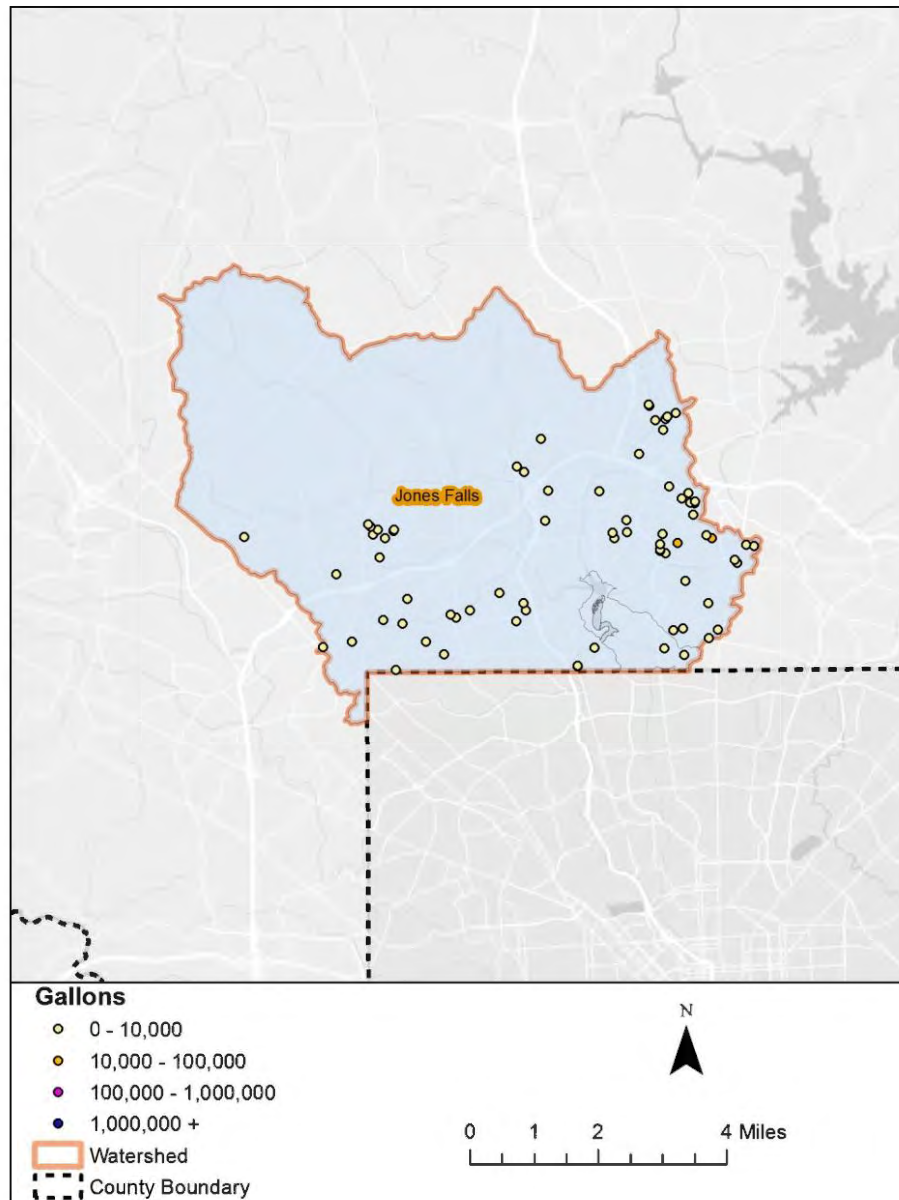 Jones Falls
Gallons
0 - 10,000
10,000 - 100,000
100,000 - 1,000,000
1,000,000 +
Watershed
County Boundary
N
0 1 2 4 Miles